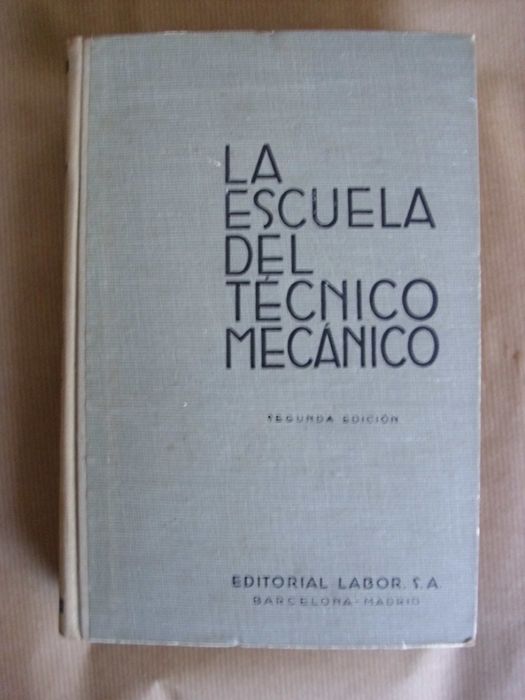 LA
ESCUELA
DEL
TÉCNICO
MECÁNICO
SEGUNDA EDICIÓN
EDITORIAL LABOR, S.A.
BARCELONA - MADRID